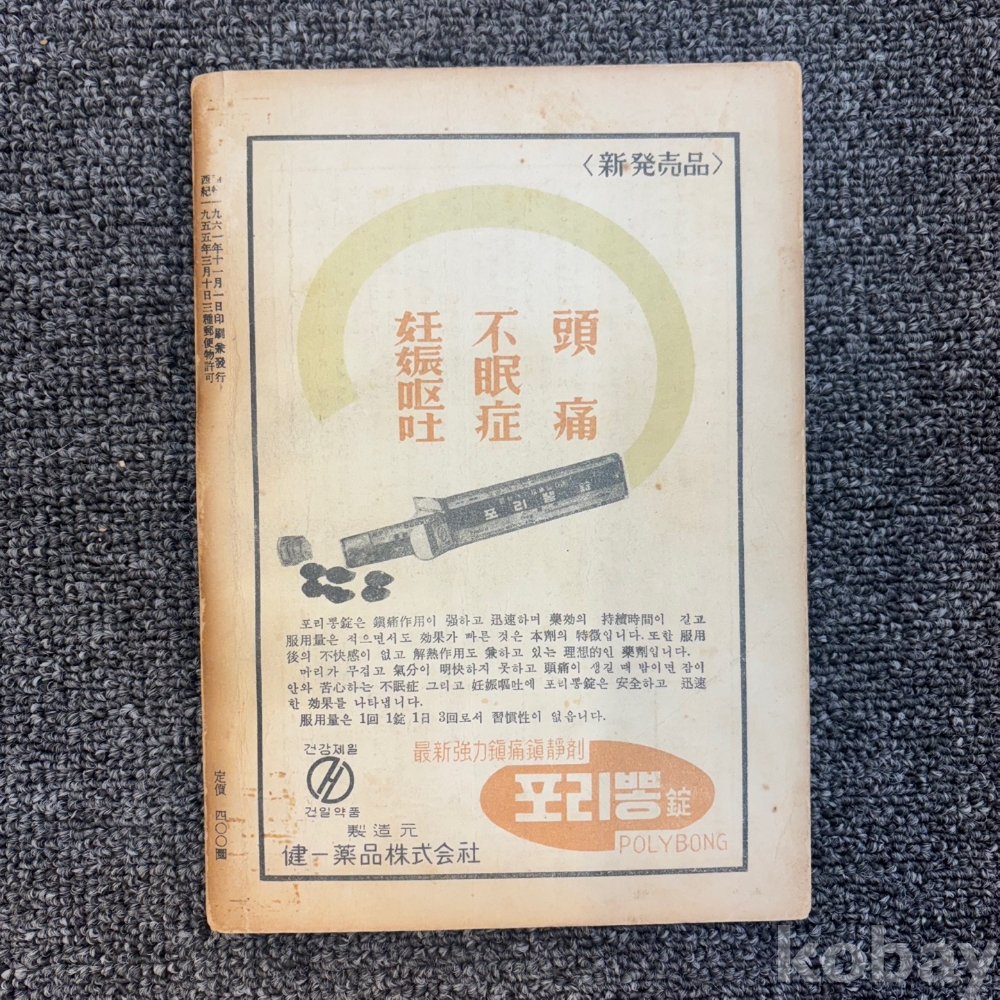 〈新発売品〉
頭痛
不眠症
妊娠呕吐
포리뽕정
포리뽕錠은 鎭痛作用이 强하고 迅速하며 藥効의 持續時間이 긴고
服用量은 적으면서도 効果가 빠른 것은 本劑의 特徵입니다. 또한 服用
後의 不快感이 없고 解熱作用도 兼하고 있는 理想的인 藥劑입니다.
머리가 무겁고 氣分이 明快하지 못하고 頭痛이 생길 때 밤이면 잠이
안와 苦心하는 不眠症 그리고 妊娠嘔吐에 포리뽕錠은 安全하고 迅速
한 効果를 나타냅니다.
服用量은 1回 1錠 1日 3回로서 習慣性이 없읍니다.
건강제일
건일약품
製造元
健一薬品株式会社
最新強力鎭痛鎭靜剤
포리뽕錠
POLYBONG
一九六一年十一月一日印刷兼發行
西紀一九五五年三月十日三種郵便物許可
定價 四〇〇圜
kobay